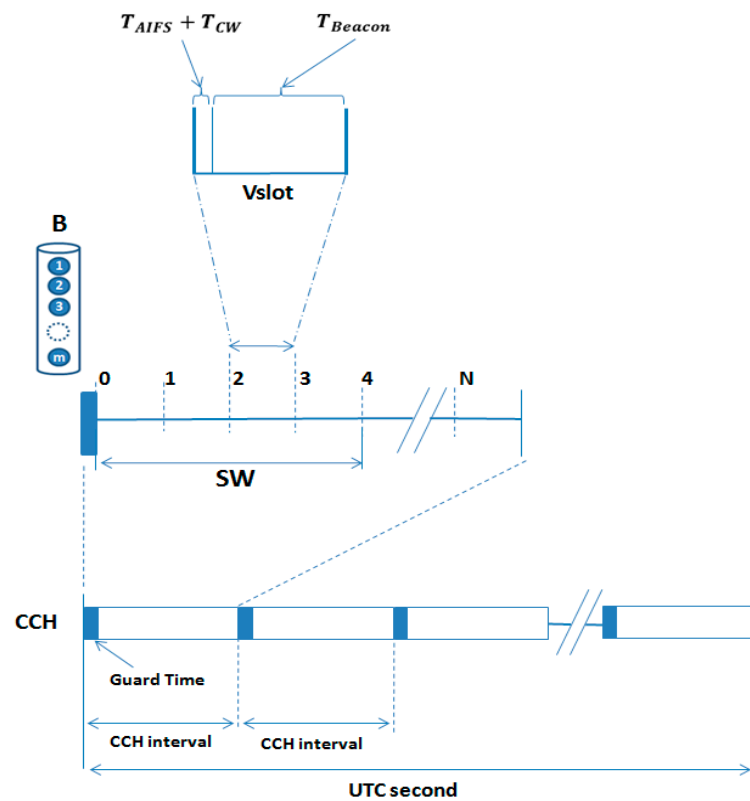 T_AIFS + T_CW
T_Beacon
Vslot
B
1
2
3
m
0 1 2 3 4 N
SW
CCH
Guard Time
CCH interval CCH interval
UTC second